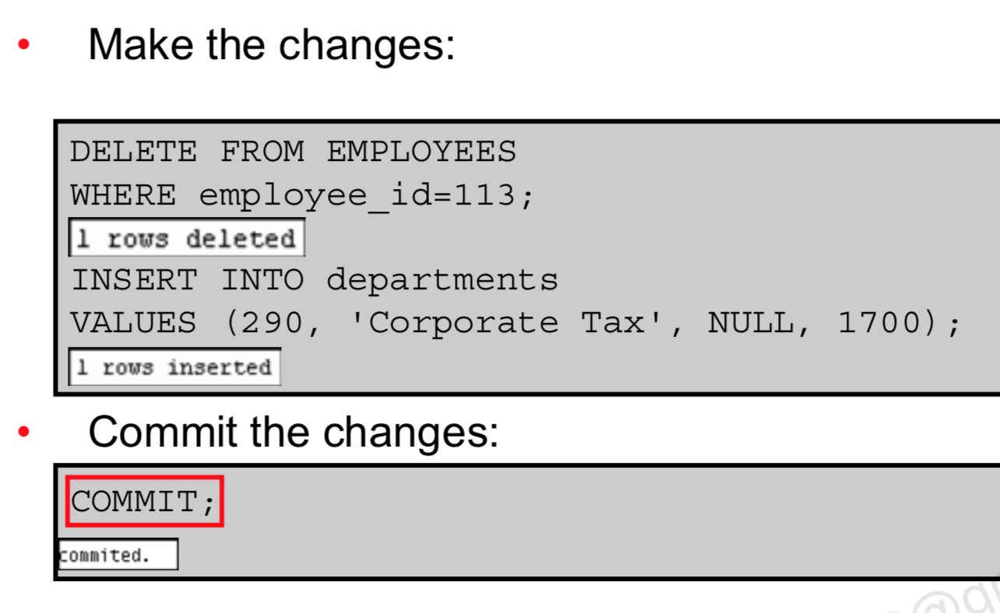 • Make the changes:
DELETE FROM EMPLOYEES
WHERE employee_id=113;
1 rows deleted
INSERT INTO departments
VALUES (290, 'Corporate Tax', NULL, 1700);
1 rows inserted
• Commit the changes:
COMMIT;
commited.